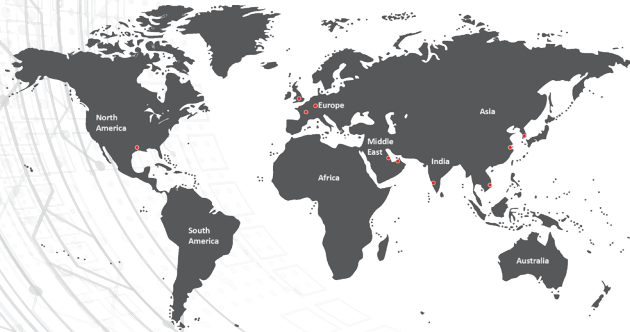 North
America
Europe
Asia
Middle
East
India
Africa
South
America
Australia